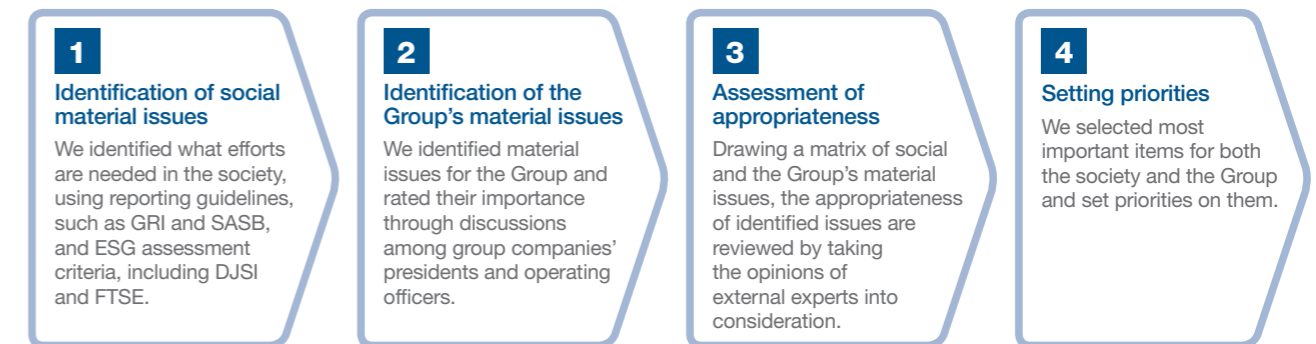 1
Identification of social
material issues
We identified what efforts
are needed in the society,
using reporting guidelines,
such as GRI and SASB,
and ESG assessment
criteria, including DJSI
and FTSE.
2
Identification of the
Group’s material issues
We identified material
issues for the Group and
rated their importance
through discussions
among group companies’
presidents and operating
officers.
3
Assessment of
appropriateness
Drawing a matrix of social
and the Group’s material
issues, the appropriateness
of identified issues are
reviewed by taking
the opinions of
external experts into
consideration.
4
Setting priorities
We selected most
important items for both
the society and the Group
and set priorities on them.